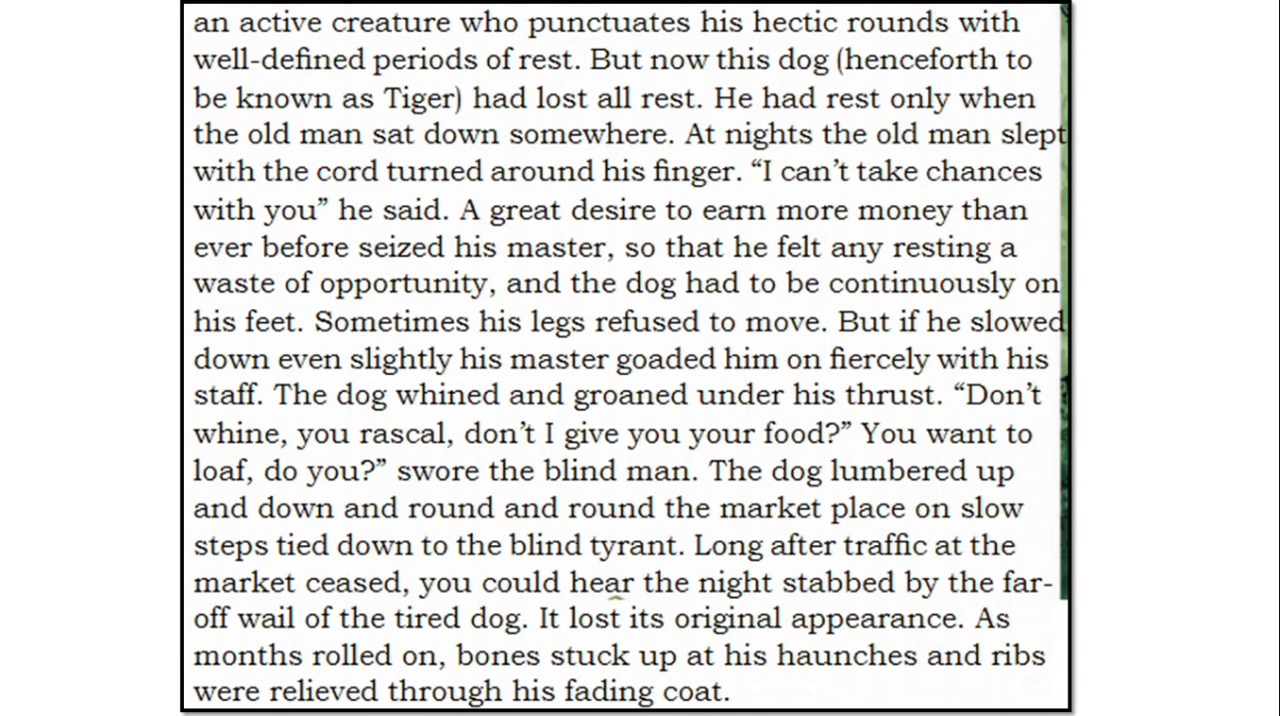 an active creature who punctuates his hectic rounds with
well-defined periods of rest. But now this dog (henceforth to
be known as Tiger) had lost all rest. He had rest only when
the old man sat down somewhere. At nights the old man slept
with the cord turned around his finger. “I can’t take chances
with you” he said. A great desire to earn more money than
ever before seized his master, so that he felt any resting a
waste of opportunity, and the dog had to be continuously on
his feet. Sometimes his legs refused to move. But if he slowed
down even slightly his master goaded him on fiercely with his
staff. The dog whined and groaned under his thrust. “Don’t
whine, you rascal, don’t I give you your food?” You want to
loaf, do you?” swore the blind man. The dog lumbered up
and down and round and round the market place on slow
steps tied down to the blind tyrant. Long after traffic at the
market ceased, you could hear the night stabbed by the far-
off wail of the tired dog. It lost its original appearance. As
months rolled on, bones stuck up at his haunches and ribs
were relieved through his fading coat.